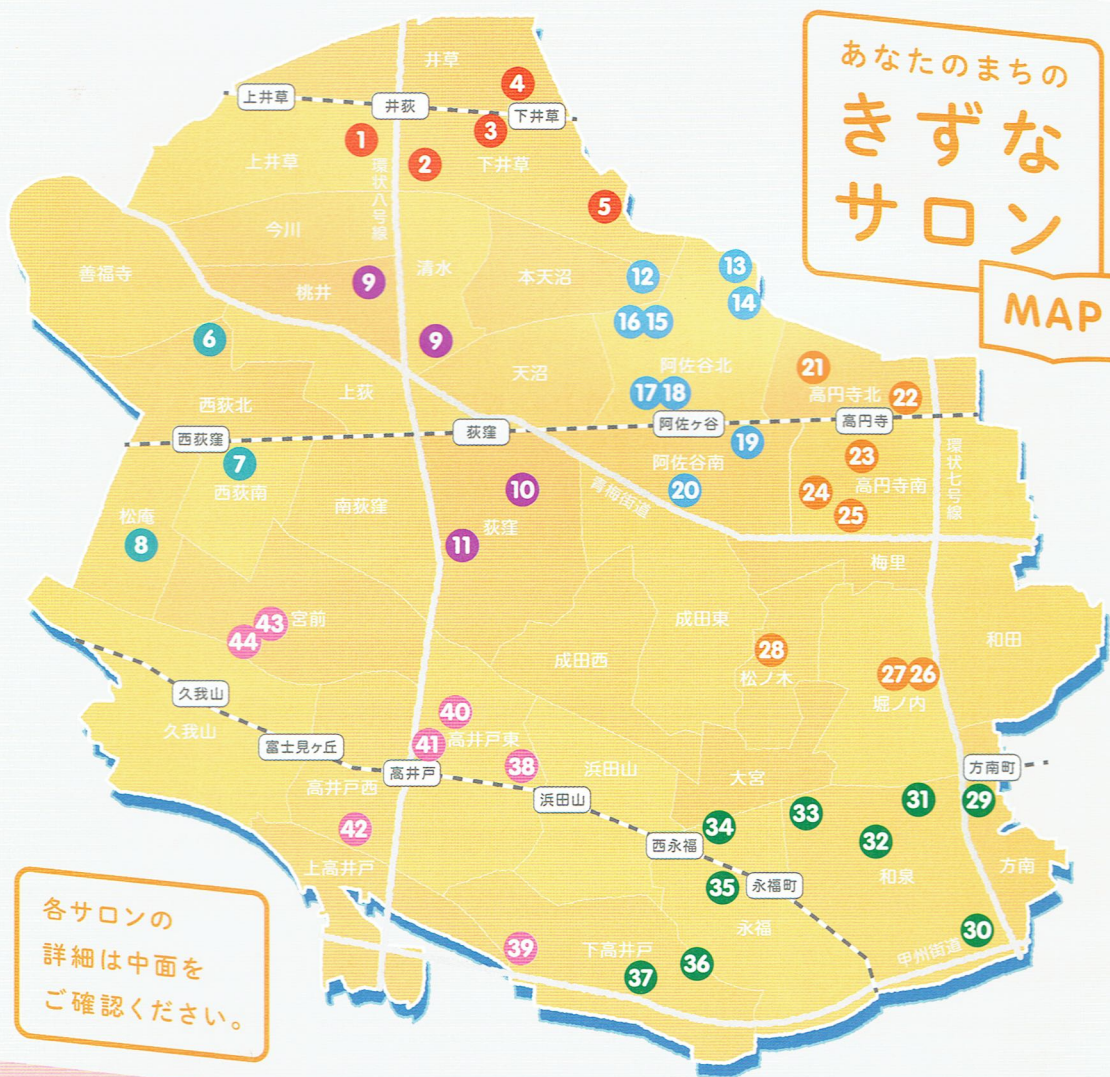 あなたのまちの
きずな
サロン
MAP
井草
4
上井草
井荻
下井草
3
1
2
上井草
環状八号線
下井草
5
今川
善福寺
清水
本天沼
12
13
桃井
9
14
6
9
16 15
天沼
阿佐谷北
21
上荻
17 18
高円寺北
22
西荻北
西荻窪
荻窪
阿佐ヶ谷
高円寺
19
7
西荻南
阿佐谷南
23
環状七号線
南荻窪
10
青梅街道
20
24
高円寺南
25
松庵
8
11
荻窪
梅里
43
宮前
44
成田東
和田
成田西
28
松ノ木
27 26
堀ノ内
久我山
久我山
40
41
高井戸東
富士見ヶ丘
高井戸
38
浜田山
方南町
高井戸西
大宮
浜田山
31
29
42
34
33
32
西永福
上高井戸
35
永福町
和泉
方南
永福
30
39
下高井戸
36
甲州街道
37
各サロンの
詳細は中面を
ご確認ください。